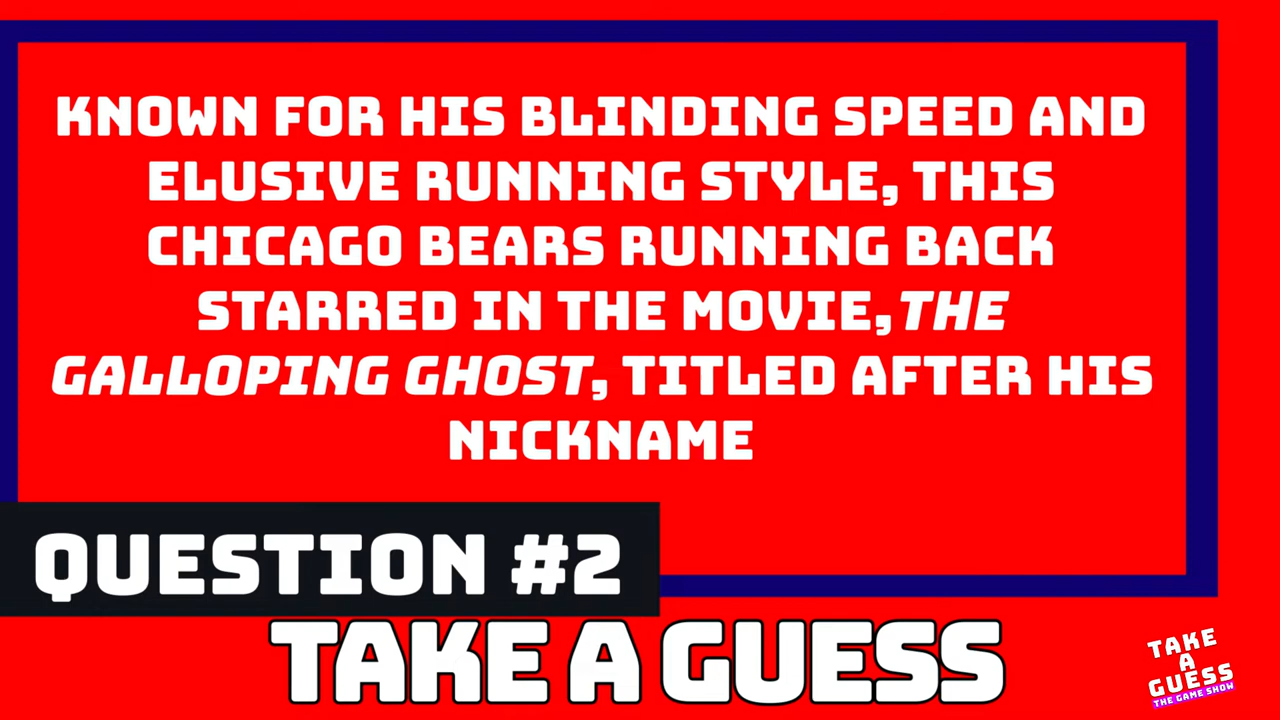 KNOWN FOR HIS BLINDING SPEED AND
ELUSIVE RUNNING STYLE, THIS
CHICAGO BEARS RUNNING BACK
STARRED IN THE MOVIE,THE
GALLOPING GHOST, TITLED AFTER HIS
NICKNAME
QUESTION #2
TAKE A GUESS
TAKE
A
GUESS
THE GAME SHOW